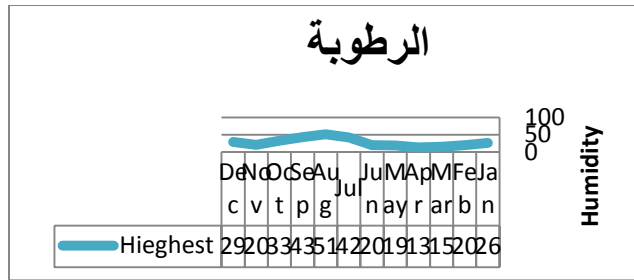 الرطوبة
100
50
0
Humidity
Dec Nov Oct Sep Aug Jul Jun May Apr Mar Feb Jan
Hieghest 29 20 33 43 51 42 20 19 13 15 20 26